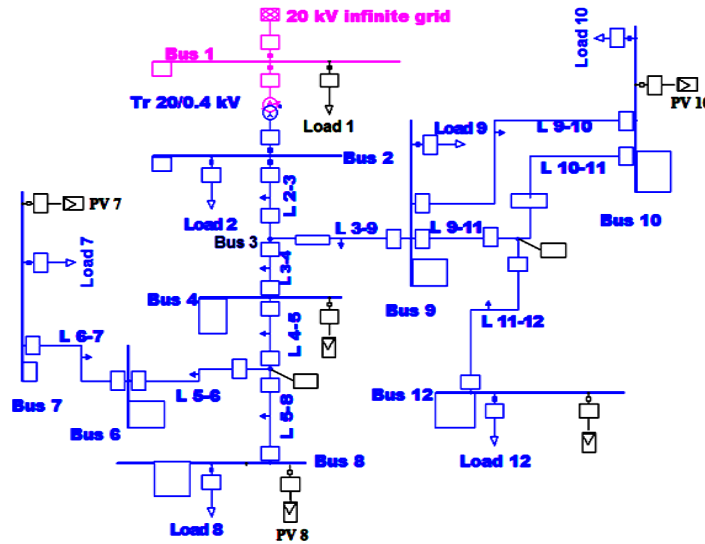 20 kV infinite grid
Bus 1
Load 10
Tr 20/0.4 kV
PV 10
Load 1
Load 9
L 9-10
Bus 2
L 10-11
L 2-3
PV 7
Load 2
Bus 10
Bus 3
L 3-9
L 9-11
Load 7
L 3-4
Bus 4
Bus 9
L 4-5
L 11-12
L 6-7
Bus 7
L 5-6
Bus 12
Bus 6
L 5-8
Bus 8
Load 12
Load 8
PV 8